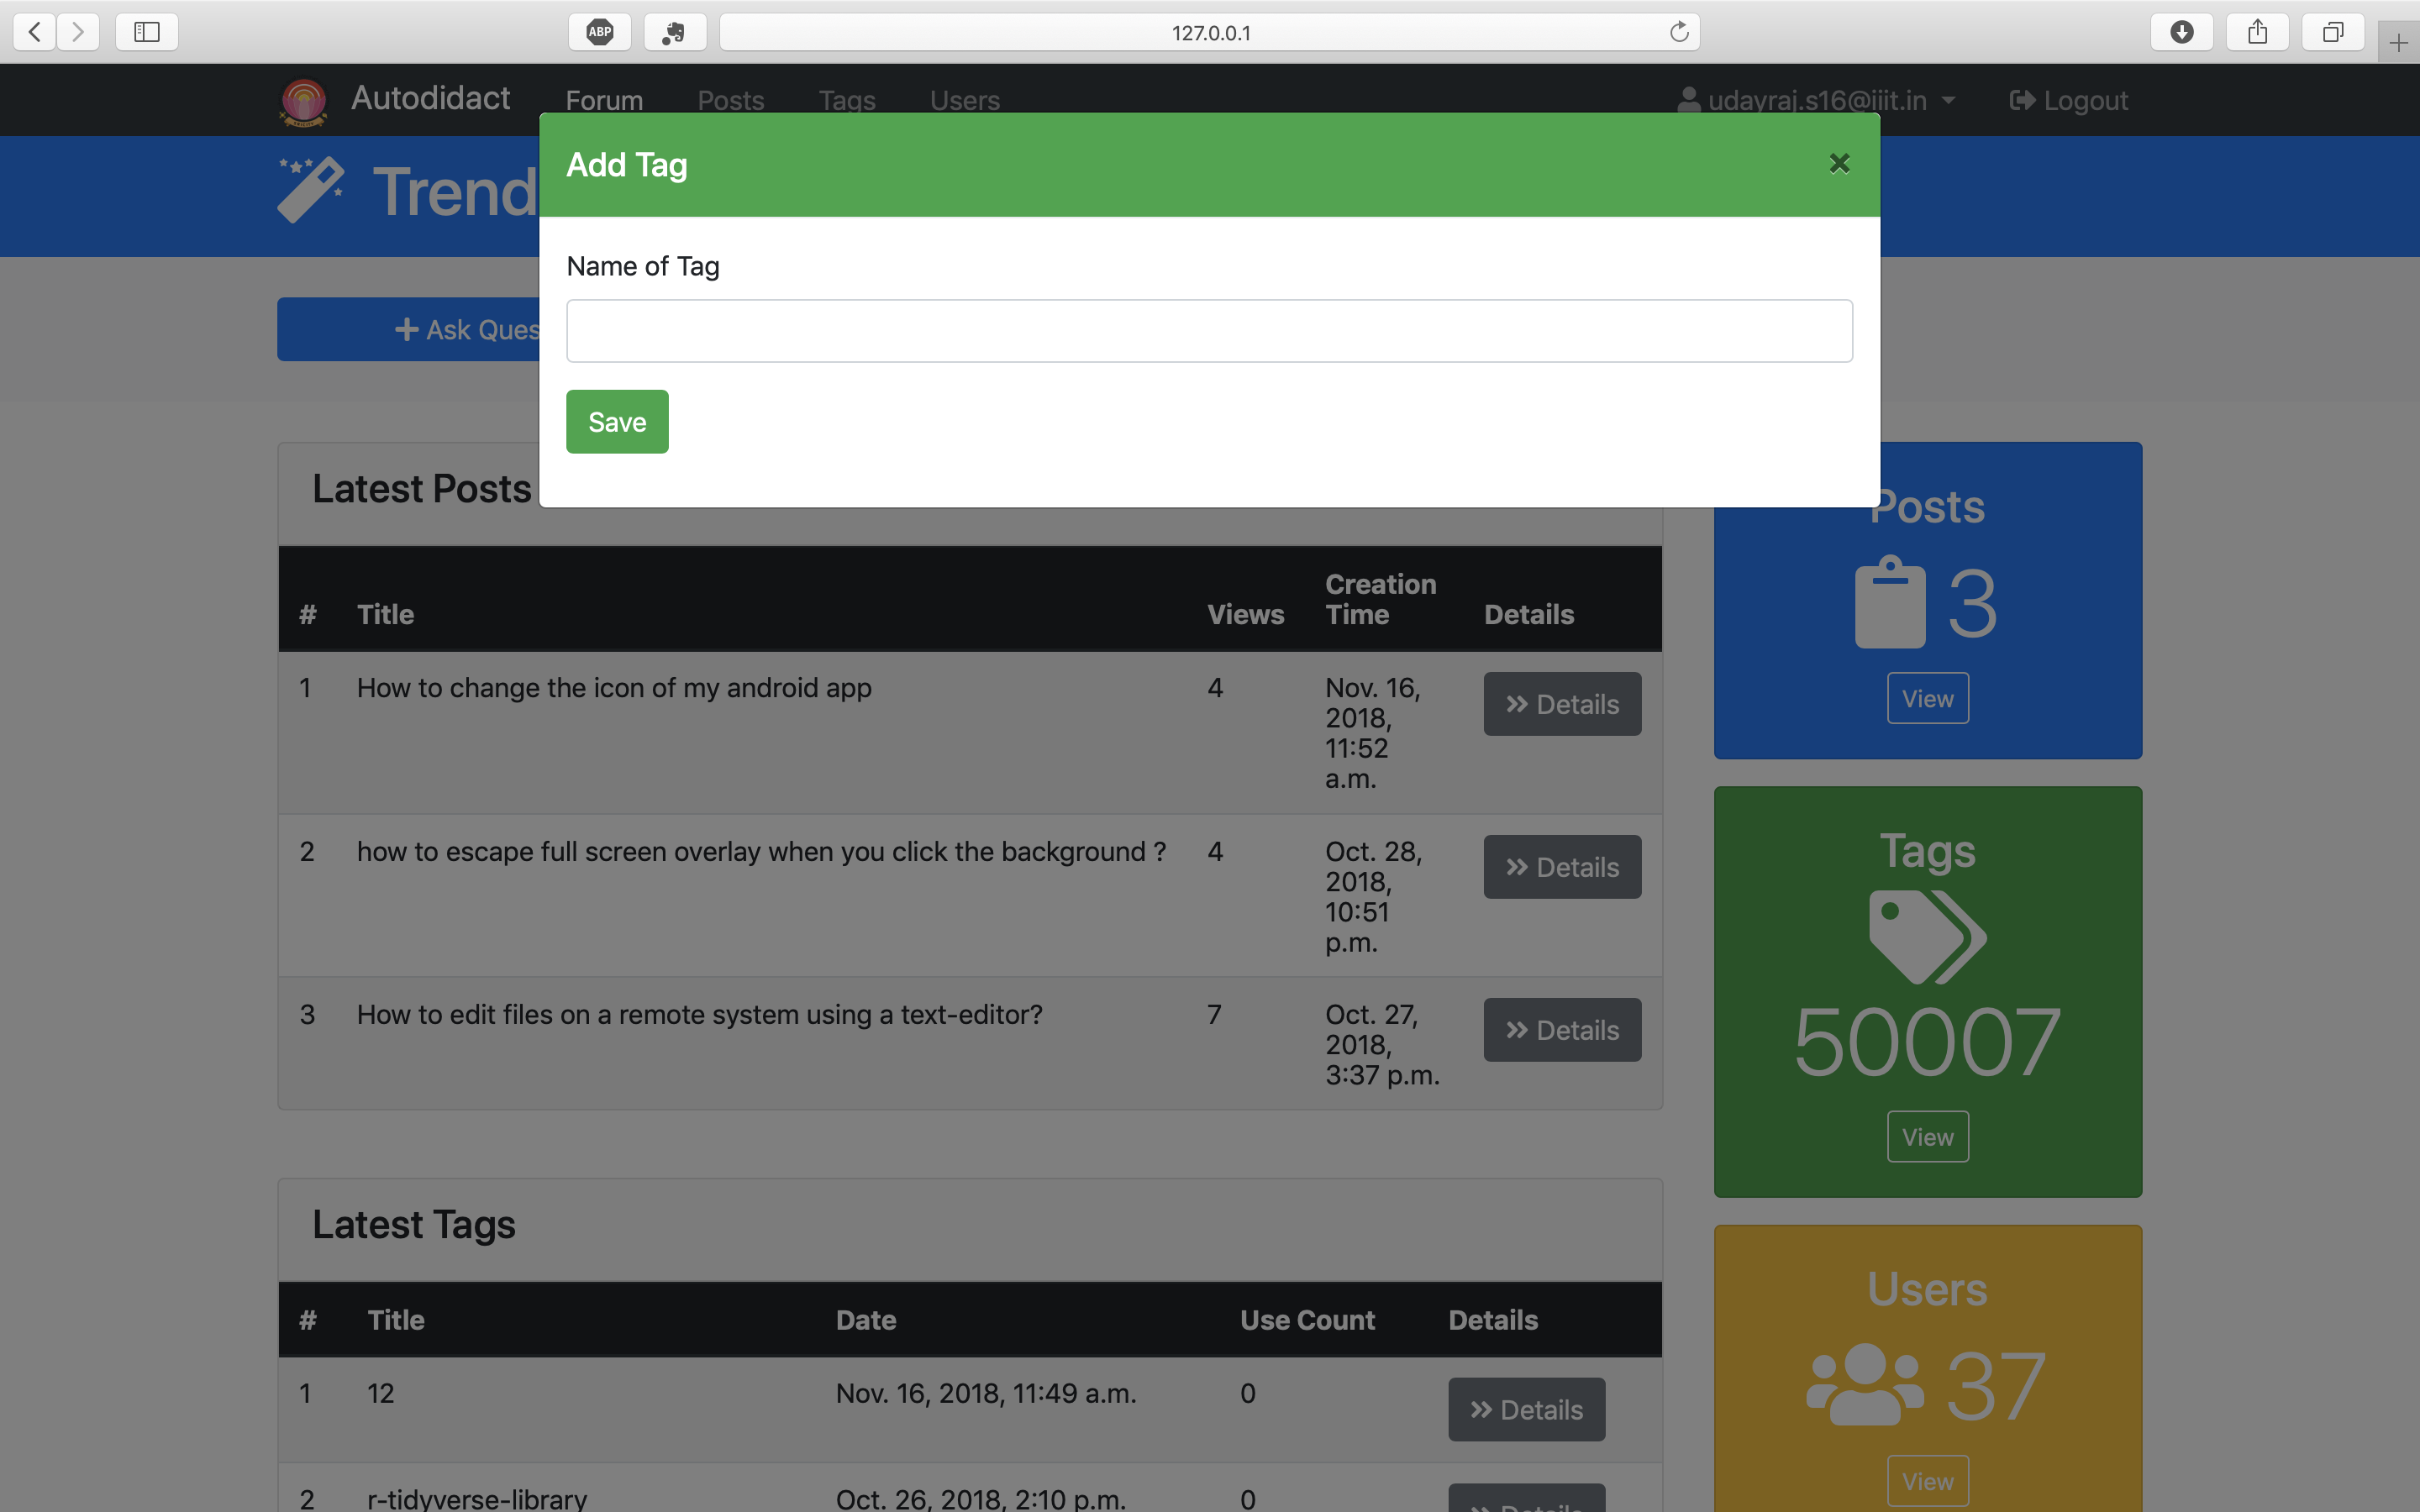 ABP
127.0.0.1
Autodidact Forum Posts Tags Users udayraj.s16@iiit.in Logout
Trend
Add Tag
Name of Tag
Save
Ask Ques
Latest Posts
# Title Views Creation Time Details
1 How to change the icon of my android app 4 Nov. 16, 2018, 11:52 a.m. Details
2 how to escape full screen overlay when you click the background ? 4 Oct. 28, 2018, 10:51 p.m. Details
3 How to edit files on a remote system using a text-editor? 7 Oct. 27, 2018, 3:37 p.m. Details
Latest Tags
# Title Date Use Count Details
1 12 Nov. 16, 2018, 11:49 a.m. 0 Details
2 r-tidyverse-library Oct. 26, 2018, 2:10 p.m. 0 Details
Posts
3
View
Tags
50007
View
Users
37
View